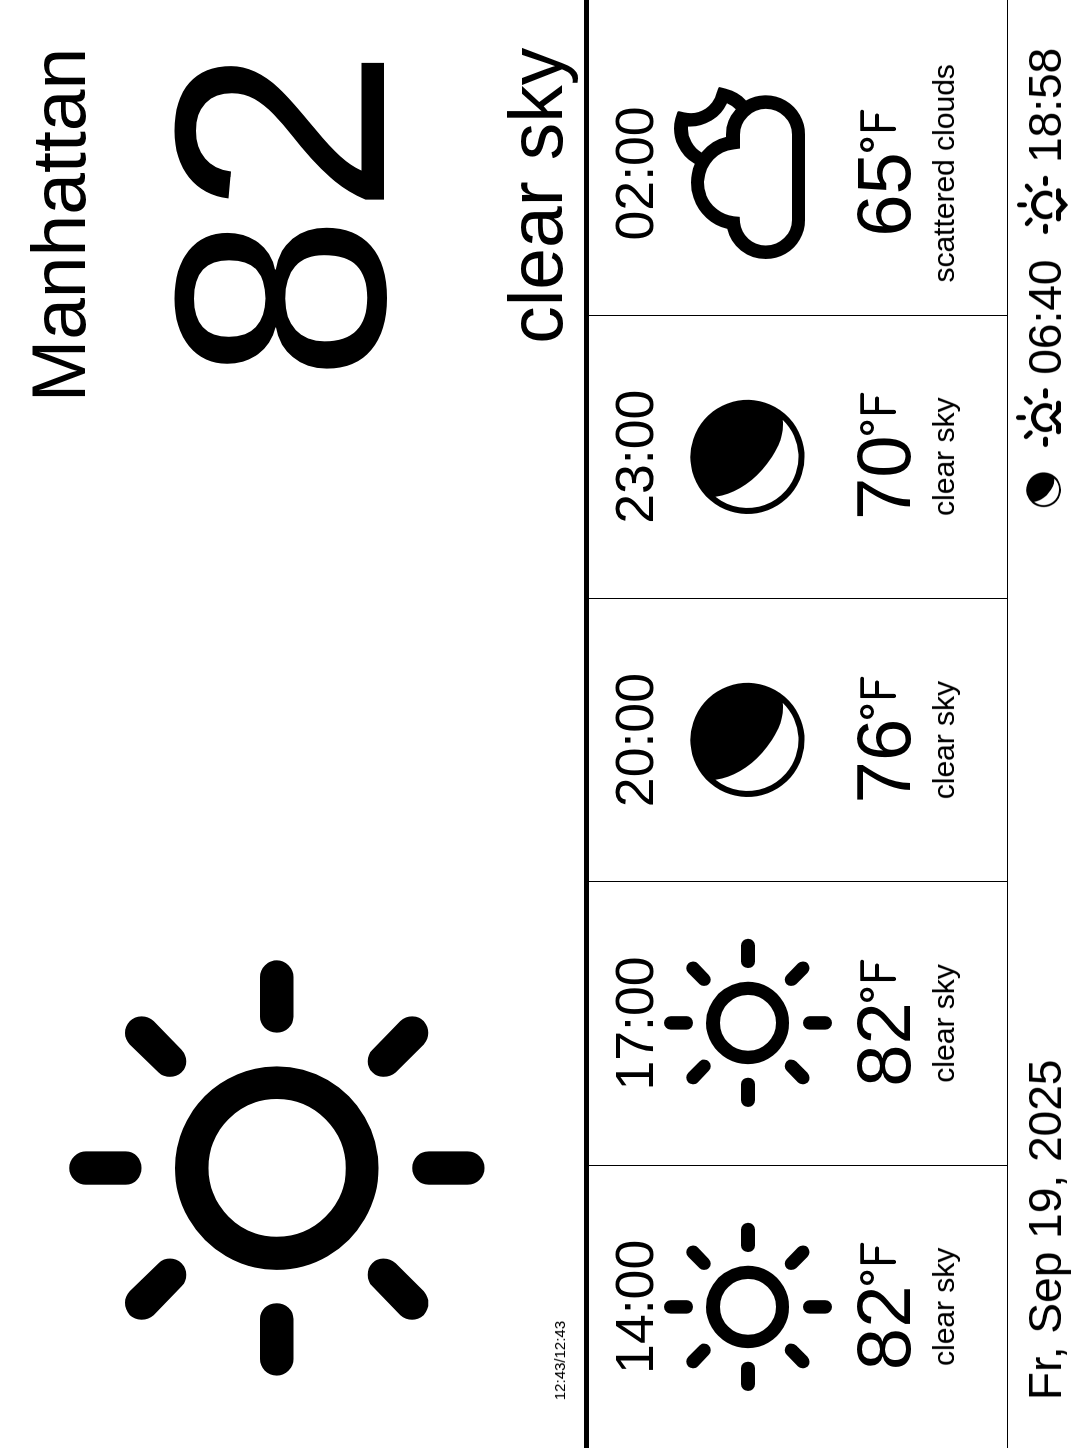 Manhattan
82
clear sky
12:43/12:43
14:00 17:00 20:00 23:00 02:00
82°F 82°F 76°F 70°F 65°F
clear sky clear sky clear sky clear sky scattered clouds
Fr, Sep 19, 2025 06:40 18:58